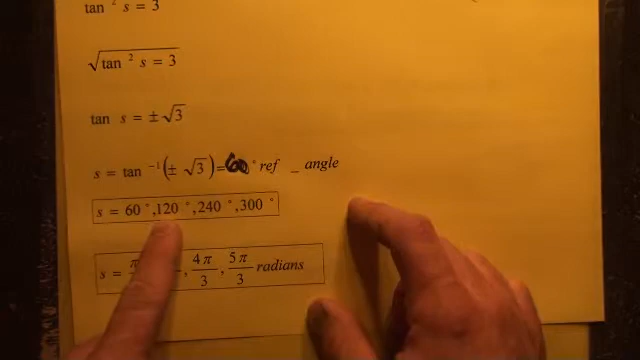 tan ² s = 3
√tan ² s = 3
tan s = ± √3
s = tan ⁻¹(± √3)=60°ref _ angle
s = 60 °,120 °,240 °,300 °
s = π , 4π/3 , 5π/3 radians